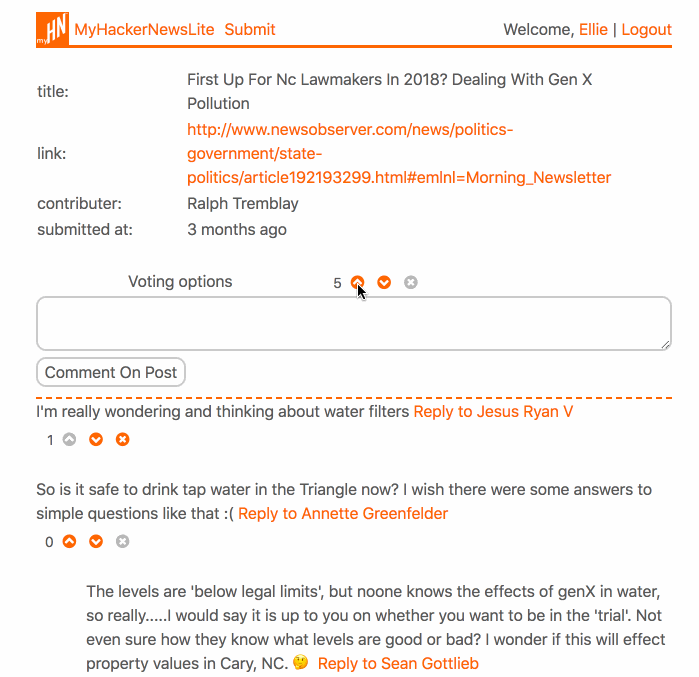 my HN MyHackerNewsLite Submit Welcome, Ellie | Logout
title: First Up For Nc Lawmakers In 2018? Dealing With Gen X
Pollution
http://www.newsobserver.com/news/politics-
link: government/state-
politics/article192193299.html#emlnl=Morning_Newsletter
contributer: Ralph Tremblay
submitted at: 3 months ago
Voting options 5
Comment On Post
I'm really wondering and thinking about water filters Reply to Jesus Ryan V
1
So is it safe to drink tap water in the Triangle now? I wish there were some answers to
simple questions like that :( Reply to Annette Greenfelder
0
The levels are 'below legal limits', but noone knows the effects of genX in water,
so really.....I would say it is up to you on whether you want to be in the 'trial'. Not
even sure how they know what levels are good or bad? I wonder if this will effect
property values in Cary, NC. 🤔 Reply to Sean Gottlieb